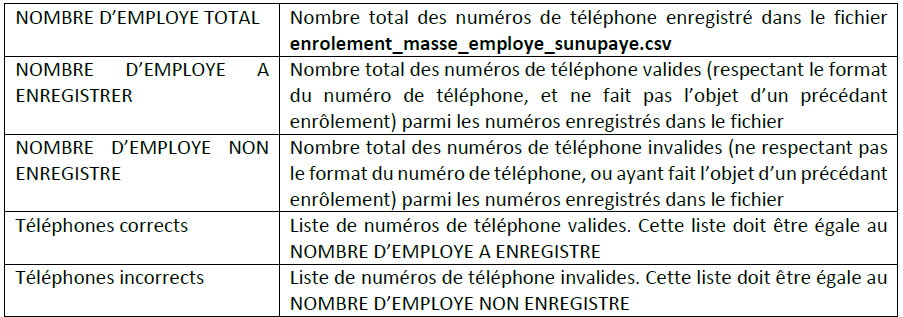 NOMBRE D’EMPLOYE TOTAL
Nombre total des numéros de téléphone enregistré dans le fichier
enrolement_masse_employe_sunupaye.csv
NOMBRE D’EMPLOYE A
ENREGISTRER
Nombre total des numéros de téléphone valides (respectant le format
du numéro de téléphone, et ne fait pas l’objet d’un précédant
enrôlement) parmi les numéros enregistrés dans le fichier
NOMBRE D’EMPLOYE NON
ENREGISTRE
Nombre total des numéros de téléphone invalides (ne respectant pas
le format du numéro de téléphone, ou ayant fait l’objet d’un précédant
enrôlement) parmi les numéros enregistrés dans le fichier
Téléphones corrects
Liste de numéros de téléphone valides. Cette liste doit être égale au
NOMBRE D’EMPLOYE A ENREGISTRE
Téléphones incorrects
Liste de numéros de téléphone invalides. Cette liste doit être égale au
NOMBRE D’EMPLOYE NON ENREGISTRE